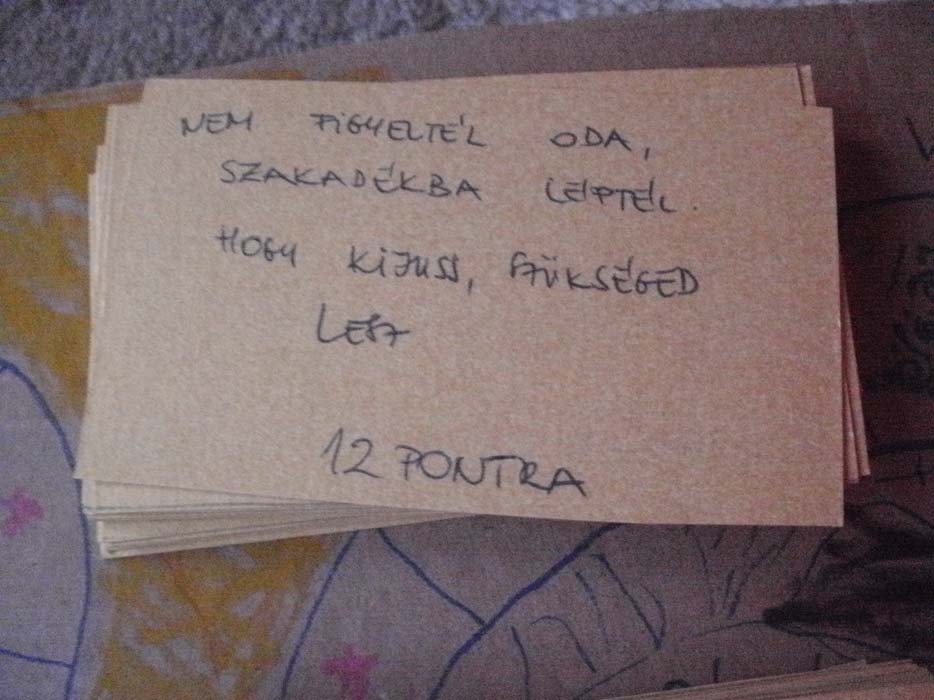 NEM FIGYELTÉL ODA,
SZAKADÉKBA LÉPTÉL.
HOGY KIJUSS, SZÜKSÉGED
LESZ
12 PONTRA